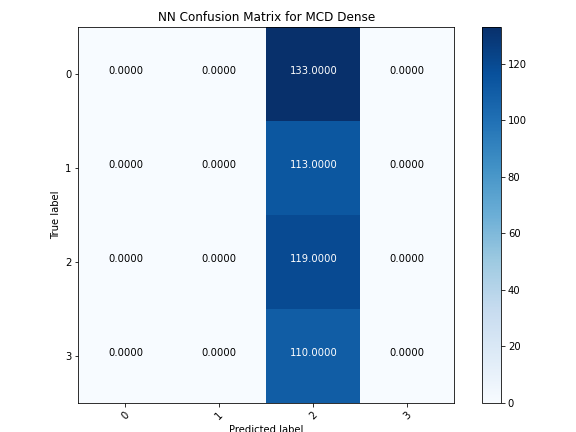 NN Confusion Matrix for MCD Dense
0 0.0000 0.0000 133.0000 0.0000
1 0.0000 0.0000 113.0000 0.0000
2 0.0000 0.0000 119.0000 0.0000
3 0.0000 0.0000 110.0000 0.0000
True label
0 1 2 3
Predicted label
120
100
80
60
40
20
0